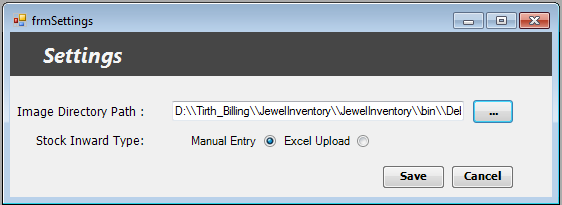 frmSettings
Settings
Image Directory Path : D:\\Tirth_Billing\\JewelInventory\\JewelInventory\\bin\\Del ...
Stock Inward Type: Manual Entry Excel Upload
Save Cancel